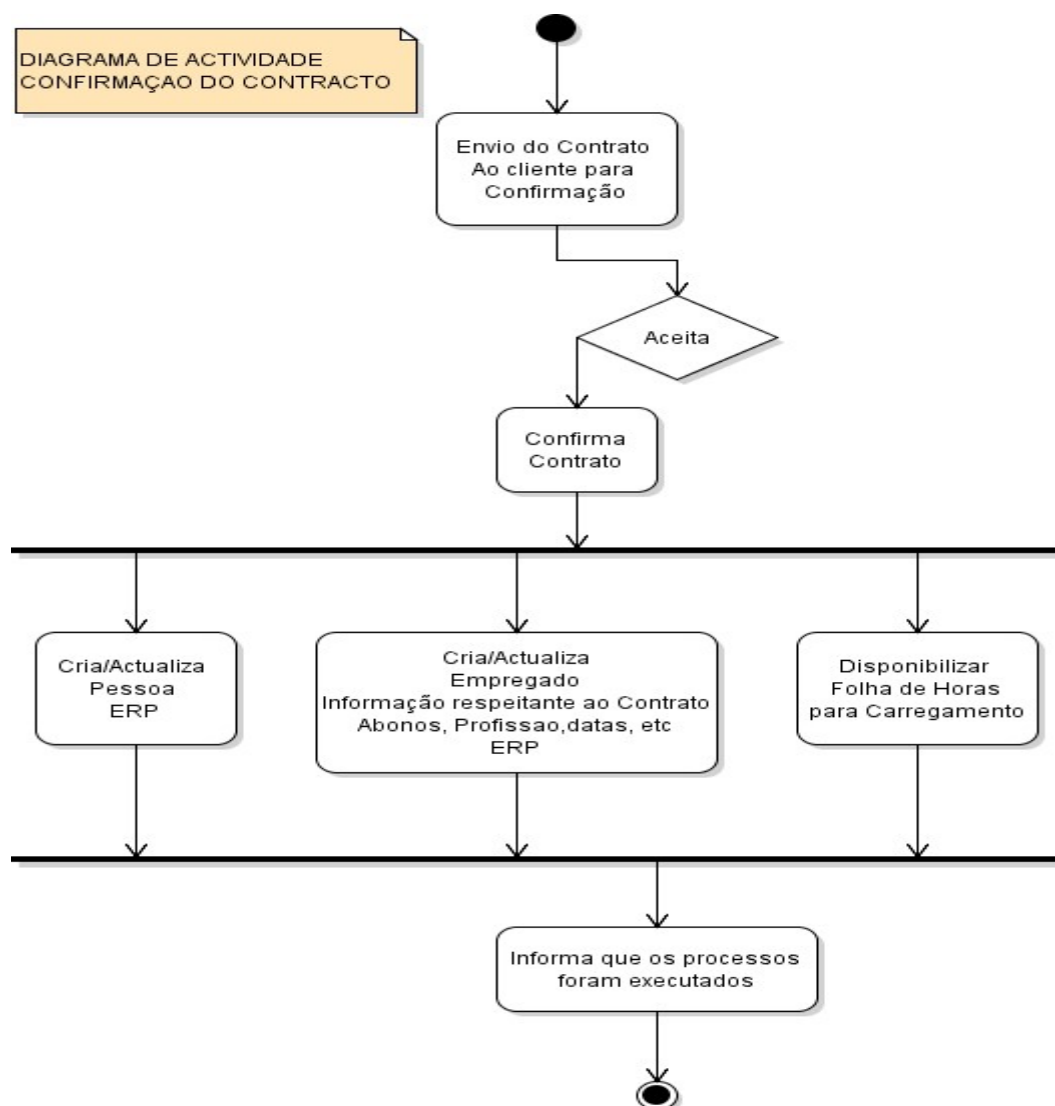 DIAGRAMA DE ACTIVIDADE
CONFIRMAÇAO DO CONTRACTO
Envio do Contrato
Ao cliente para
Confirmação
Aceita
Confirma
Contrato
Cria/Actualiza
Pessoa
ERP
Cria/Actualiza
Empregado
Informação respeitante ao Contrato
Abonos, Profissao,datas, etc
ERP
Disponibilizar
Folha de Horas
para Carregamento
Informa que os processos
foram executados